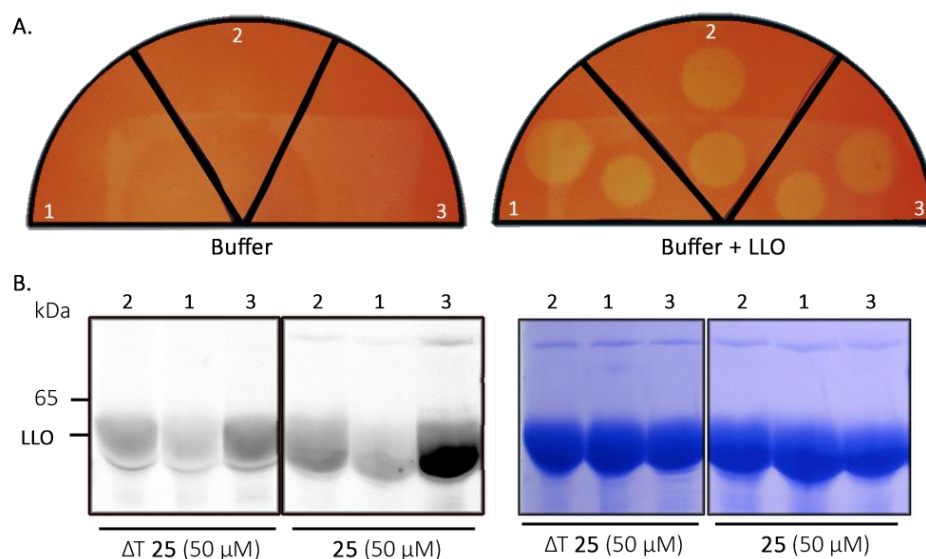 A.
2 2
1 3 1 3
Buffer Buffer + LLO
B.
kDa 2 1 3 2 1 3 2 1 3 2 1 3
65
LLO
ΔT 25 (50 μM) 25 (50 μM) ΔT 25 (50 μM) 25 (50 μM)